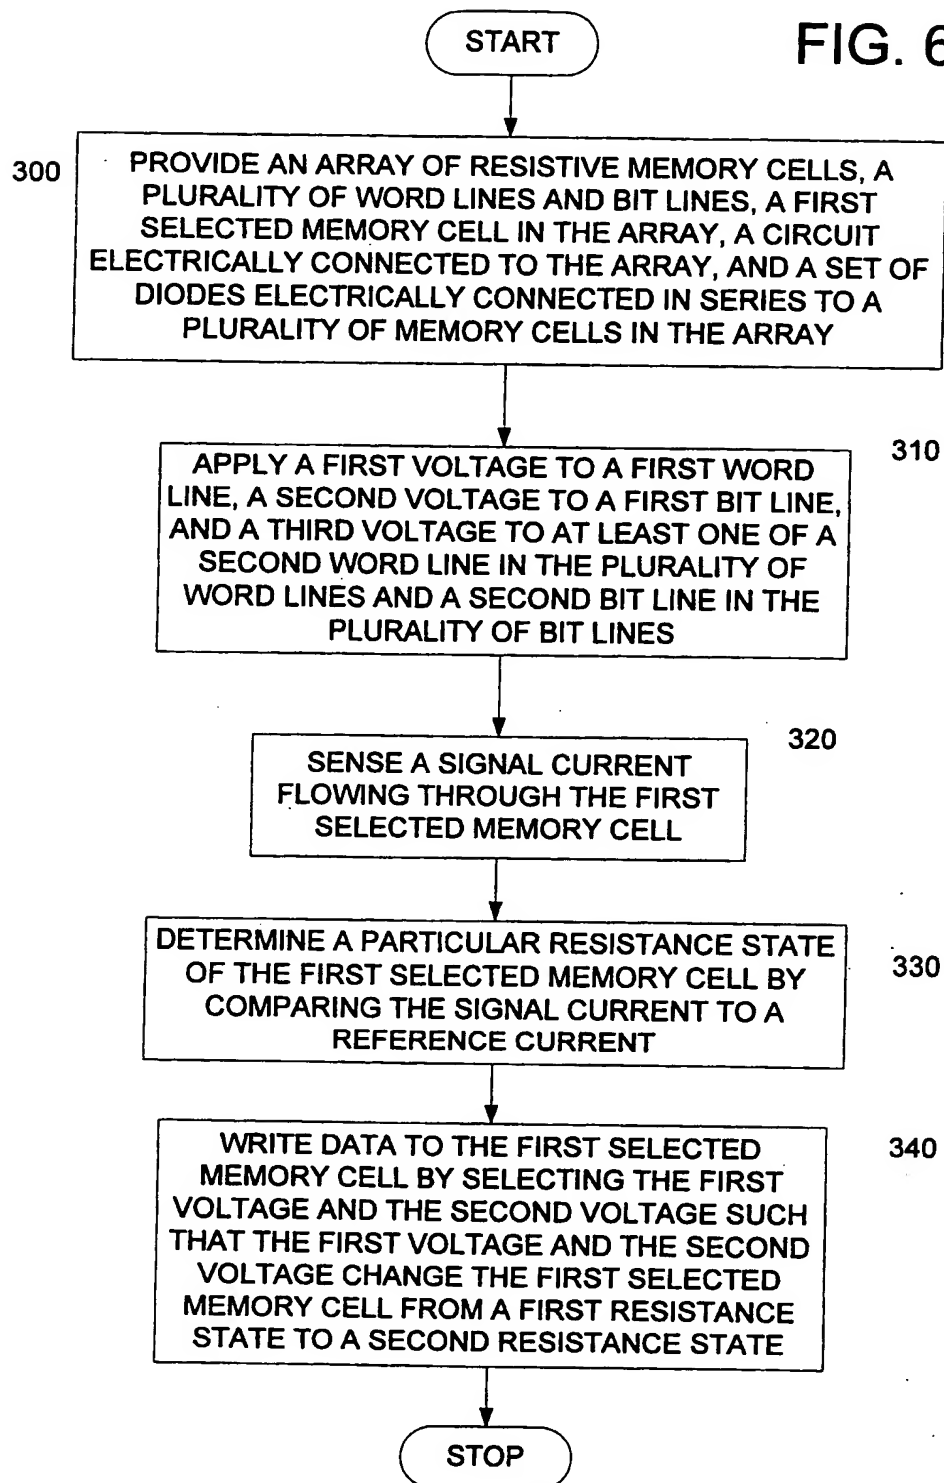 START
FIG. 6
300
PROVIDE AN ARRAY OF RESISTIVE MEMORY CELLS, A
PLURALITY OF WORD LINES AND BIT LINES, A FIRST
SELECTED MEMORY CELL IN THE ARRAY, A CIRCUIT
ELECTRICALLY CONNECTED TO THE ARRAY, AND A SET OF
DIODES ELECTRICALLY CONNECTED IN SERIES TO A
PLURALITY OF MEMORY CELLS IN THE ARRAY
310
APPLY A FIRST VOLTAGE TO A FIRST WORD
LINE, A SECOND VOLTAGE TO A FIRST BIT LINE,
AND A THIRD VOLTAGE TO AT LEAST ONE OF A
SECOND WORD LINE IN THE PLURALITY OF
WORD LINES AND A SECOND BIT LINE IN THE
PLURALITY OF BIT LINES
320
SENSE A SIGNAL CURRENT
FLOWING THROUGH THE FIRST
SELECTED MEMORY CELL
330
DETERMINE A PARTICULAR RESISTANCE STATE
OF THE FIRST SELECTED MEMORY CELL BY
COMPARING THE SIGNAL CURRENT TO A
REFERENCE CURRENT
340
WRITE DATA TO THE FIRST SELECTED
MEMORY CELL BY SELECTING THE FIRST
VOLTAGE AND THE SECOND VOLTAGE SUCH
THAT THE FIRST VOLTAGE AND THE SECOND
VOLTAGE CHANGE THE FIRST SELECTED
MEMORY CELL FROM A FIRST RESISTANCE
STATE TO A SECOND RESISTANCE STATE
STOP